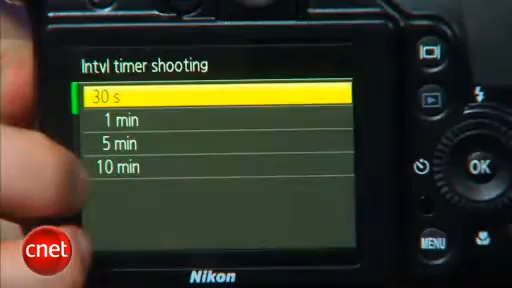 Intvl timer shooting
30 s
1 min
5 min
10 min
OK
MENU
cnet
Nikon